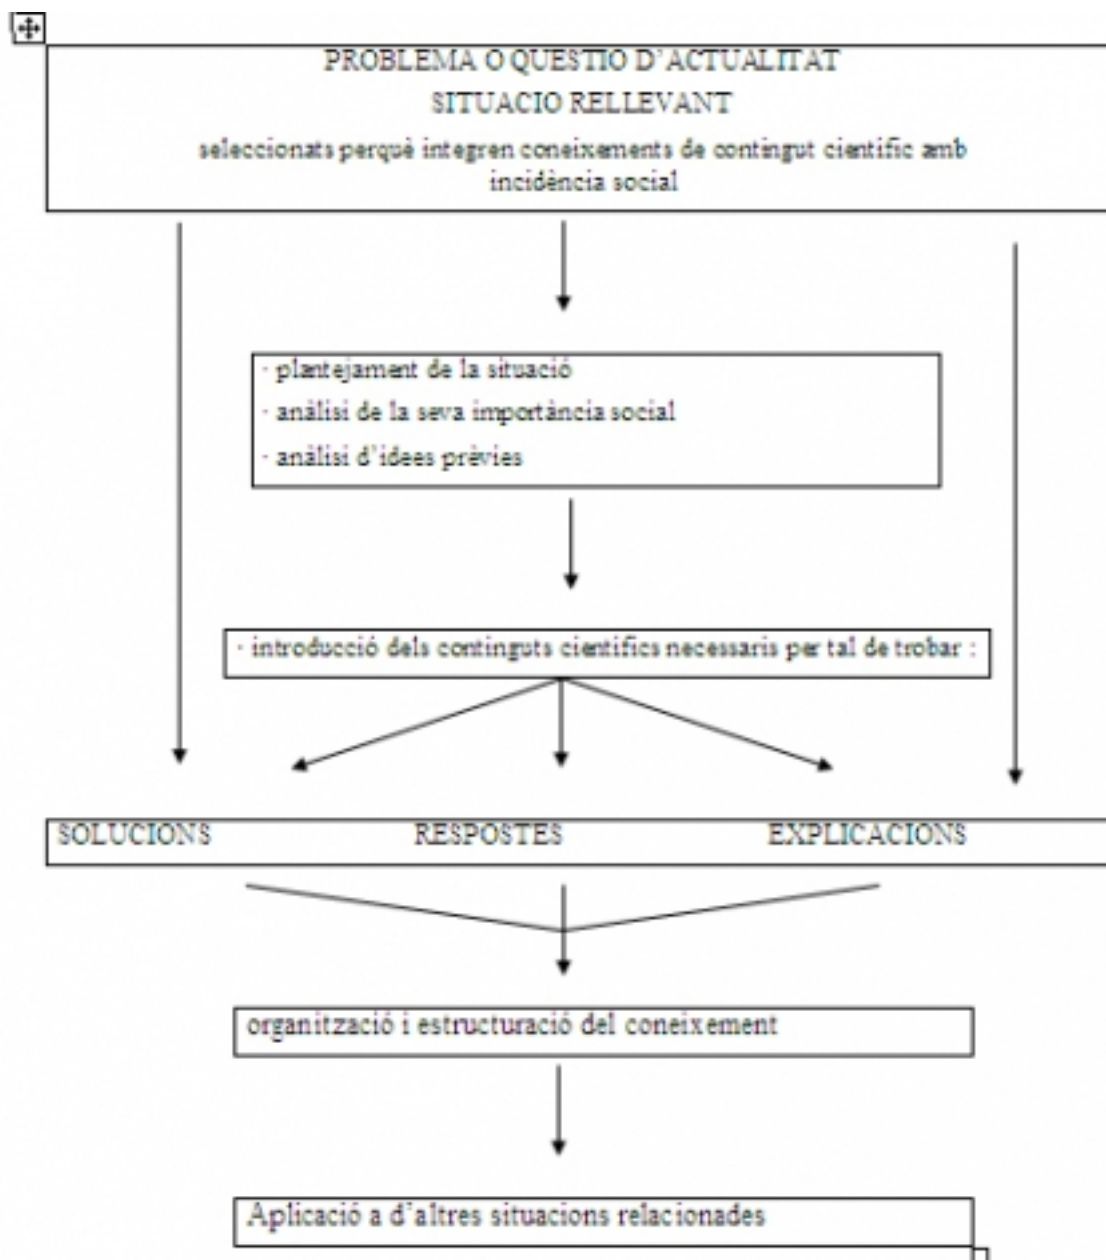 PROBLEMA O QUESTIO D'ACTUALITAT
SITUACIO RELLEVANT
seleccionats perquè integren coneixements de contingut científic amb
incidència social
· plantejament de la situació
· anàlisi de la seva importància social
· anàlisi d'idees prèvies
· introducció dels continguts científics necessaris per tal de trobar :
SOLUCIONS RESPOSTES EXPLICACIONS
organització i estructuració del coneixement
Aplicació a d'altres situacions relacionades